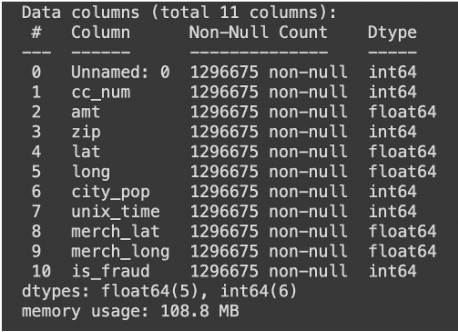 Data columns (total 11 columns):
 #   Column      Non-Null Count    Dtype
---  ------      --------------    -----
 0   Unnamed: 0  1296675 non-null  int64
 1   cc_num      1296675 non-null  int64
 2   amt         1296675 non-null  float64
 3   zip         1296675 non-null  int64
 4   lat         1296675 non-null  float64
 5   long        1296675 non-null  float64
 6   city_pop    1296675 non-null  int64
 7   unix_time   1296675 non-null  int64
 8   merch_lat   1296675 non-null  float64
 9   merch_long  1296675 non-null  float64
 10  is_fraud    1296675 non-null  int64
dtypes: float64(5), int64(6)
memory usage: 108.8 MB